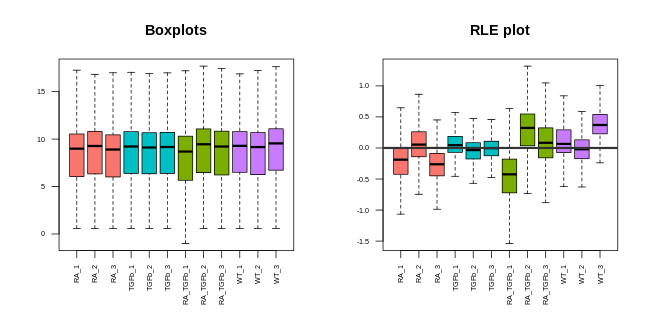 Boxplots
15
10
5
0
RA_1
RA_2
RA_3
TGFb_1
TGFb_2
TGFb_3
RA_TGFb_1
RA_TGFb_2
RA_TGFb_3
WT_1
WT_2
WT_3
RLE plot
1.0
0.5
0.0
-0.5
-1.0
-1.5
RA_1
RA_2
RA_3
TGFb_1
TGFb_2
TGFb_3
RA_TGFb_1
RA_TGFb_2
RA_TGFb_3
WT_1
WT_2
WT_3